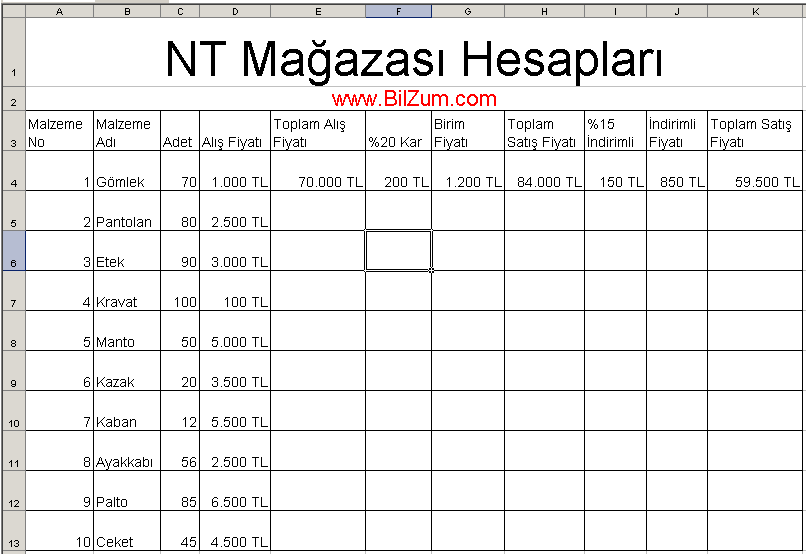 A B C D E F G H I J K
1 NT Mağazası Hesapları
2 www.BilZum.com
3 Malzeme No Malzeme Adı Adet Alış Fiyatı Toplam Alış Fiyatı %20 Kar Birim Fiyatı Toplam Satış Fiyatı %15 İndirimli İndirimli Fiyatı Toplam Satış Fiyatı
4 1 Gömlek 70 1.000 TL 70.000 TL 200 TL 1.200 TL 84.000 TL 150 TL 850 TL 59.500 TL
5 2 Pantolan 80 2.500 TL
6 3 Etek 90 3.000 TL
7 4 Kravat 100 100 TL
8 5 Manto 50 5.000 TL
9 6 Kazak 20 3.500 TL
10 7 Kaban 12 5.500 TL
11 8 Ayakkabı 56 2.500 TL
12 9 Palto 85 6.500 TL
13 10 Ceket 45 4.500 TL